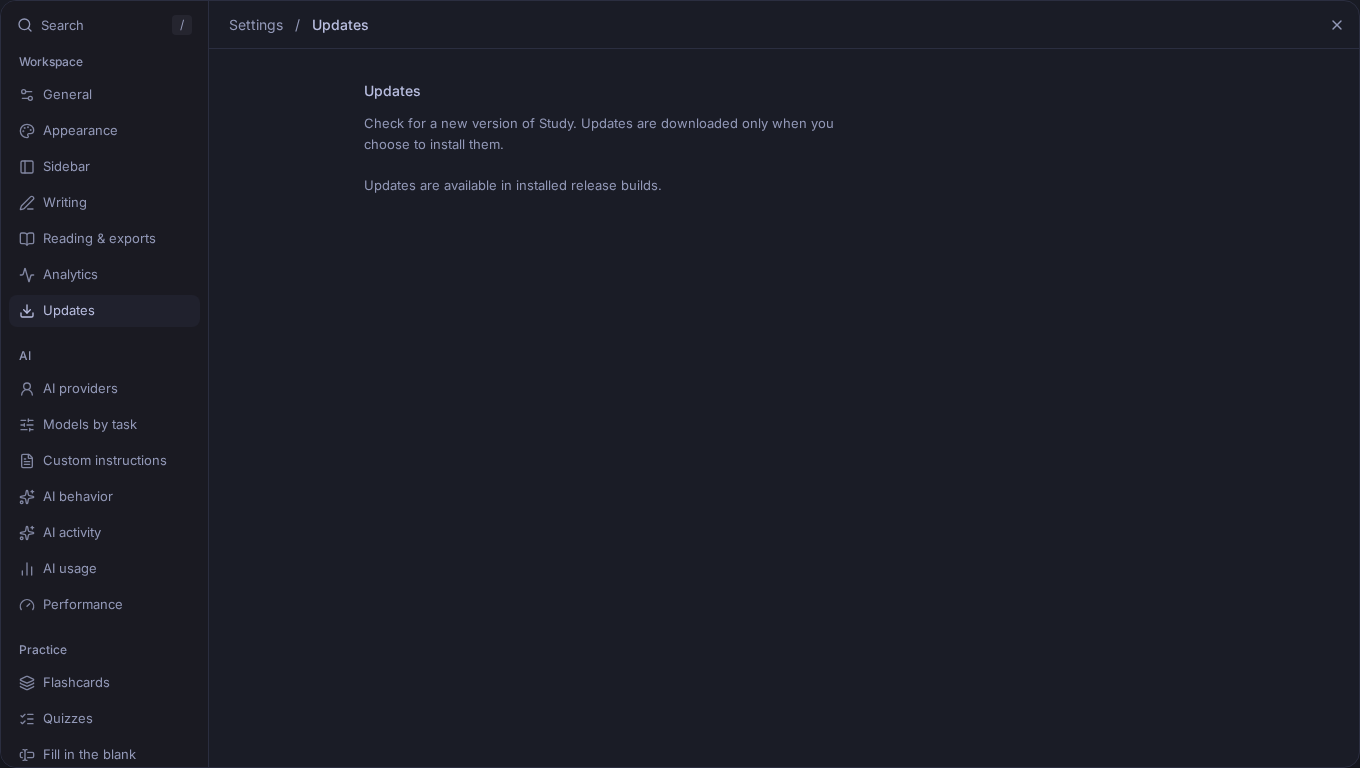 Search /
Workspace
General
Appearance
Sidebar
Writing
Reading & exports
Analytics
Updates
AI
AI providers
Models by task
Custom instructions
AI behavior
AI activity
AI usage
Performance
Practice
Flashcards
Quizzes
Fill in the blank
Settings / Updates
Updates
Check for a new version of Study. Updates are downloaded only when you
choose to install them.
Updates are available in installed release builds.